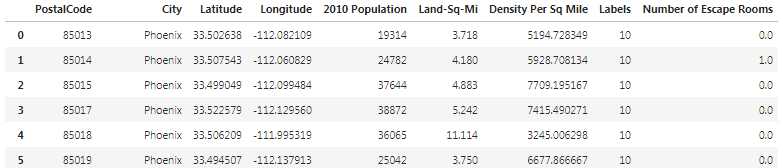 PostalCode City Latitude Longitude 2010 Population Land-Sq-Mi Density Per Sq Mile Labels Number of Escape Rooms
0 85013 Phoenix 33.502638 -112.082109 19314 3.718 5194.728349 10 0.0
1 85014 Phoenix 33.507543 -112.060829 24782 4.180 5928.708134 10 1.0
2 85015 Phoenix 33.499049 -112.099484 37644 4.883 7709.195167 10 0.0
3 85017 Phoenix 33.522579 -112.129560 38872 5.242 7415.490271 10 0.0
4 85018 Phoenix 33.506209 -111.995319 36065 11.114 3245.006298 10 0.0
5 85019 Phoenix 33.494507 -112.137913 25042 3.750 6677.866667 10 0.0